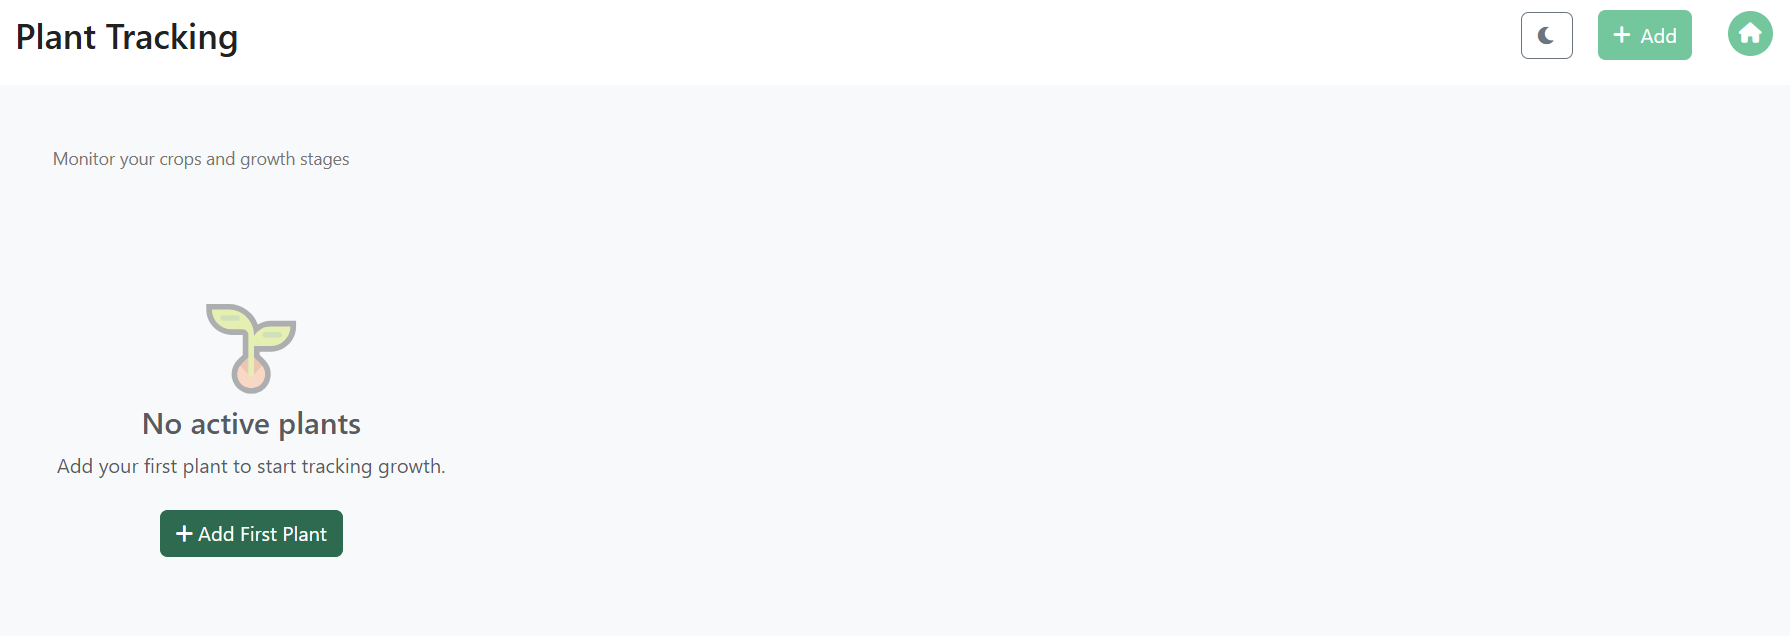 Plant Tracking
Add
Monitor your crops and growth stages
No active plants
Add your first plant to start tracking growth.
Add First Plant